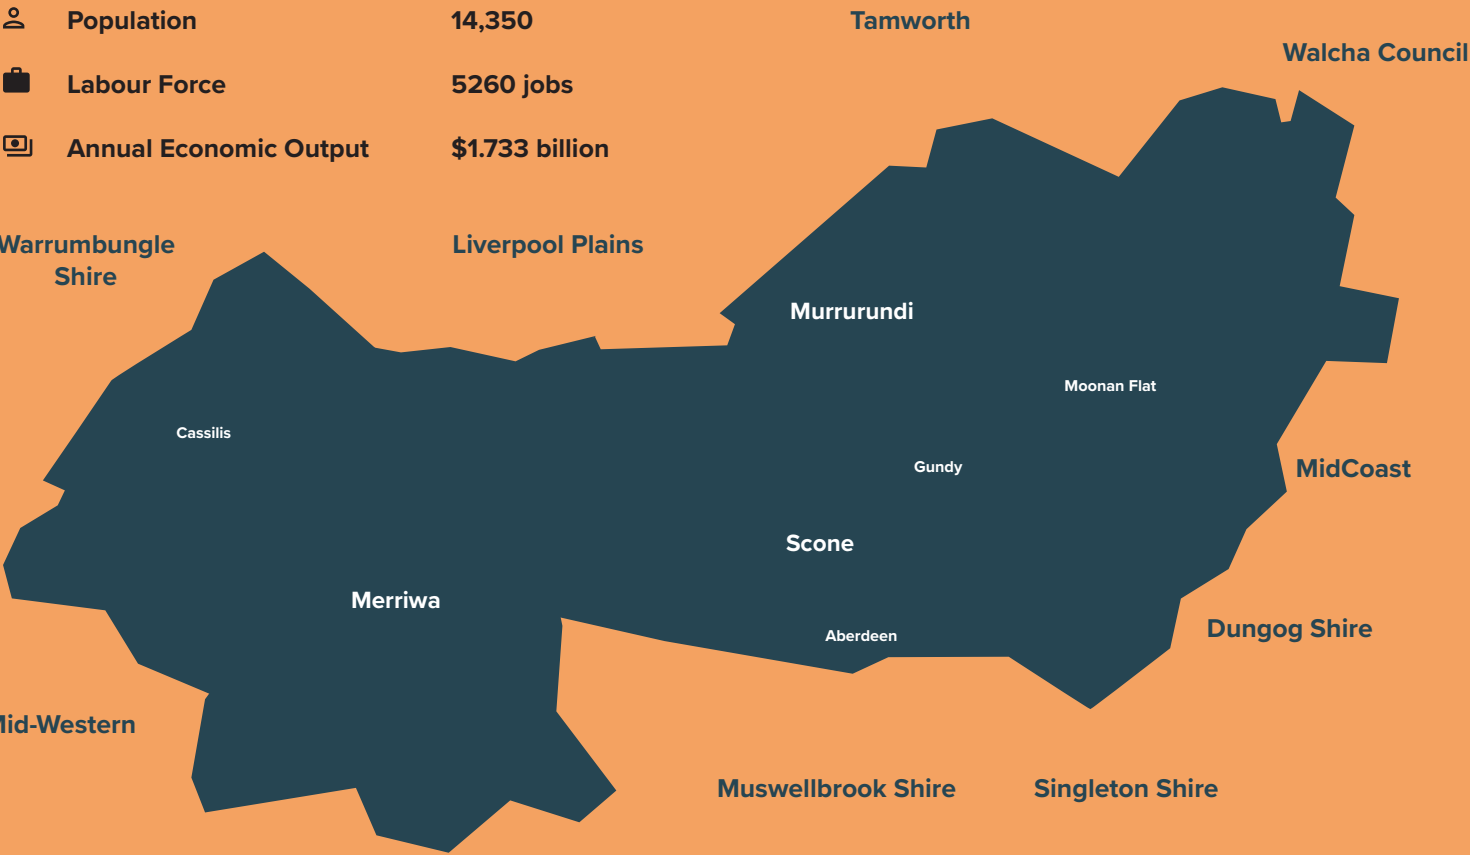 Population 14,350
Labour Force 5260 jobs
Annual Economic Output $1.733 billion
Tamworth
Walcha Council
Warrumbungle
Shire
Liverpool Plains
Murrurundi
Moonan Flat
Cassilis
Gundy
MidCoast
Scone
Merriwa
Aberdeen
Dungog Shire
Mid-Western
Muswellbrook Shire
Singleton Shire